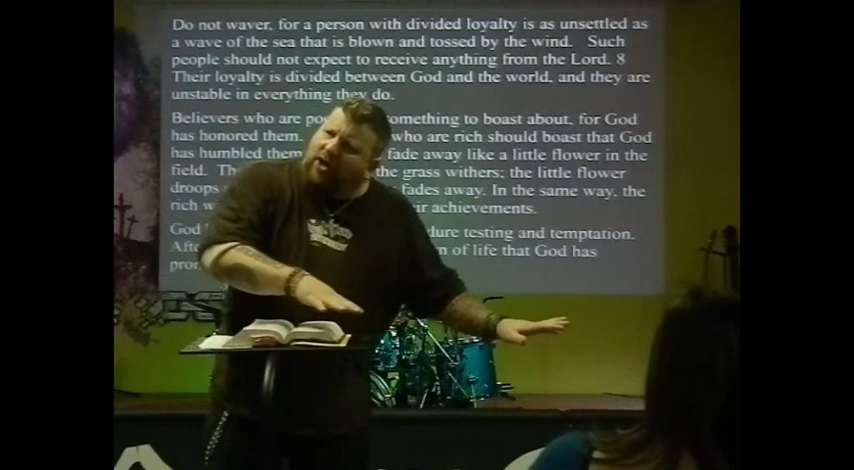 Do not waver, for a person with divided loyalty is as unsettled as
a wave of the sea that is blown and tossed by the wind. Such
people should not expect to receive anything from the Lord. 8
Their loyalty is divided between God and the world, and they are
unstable in everything they do.
Believers who are po something to boast about, for God
has honored them. who are rich should boast that God
has humbled them fade away like a little flower in the
field. Th the grass withers; the little flower
droops fades away. In the same way, the
rich w ir achievements.
God dure testing and temptation.
Afte n of life that God has
pro